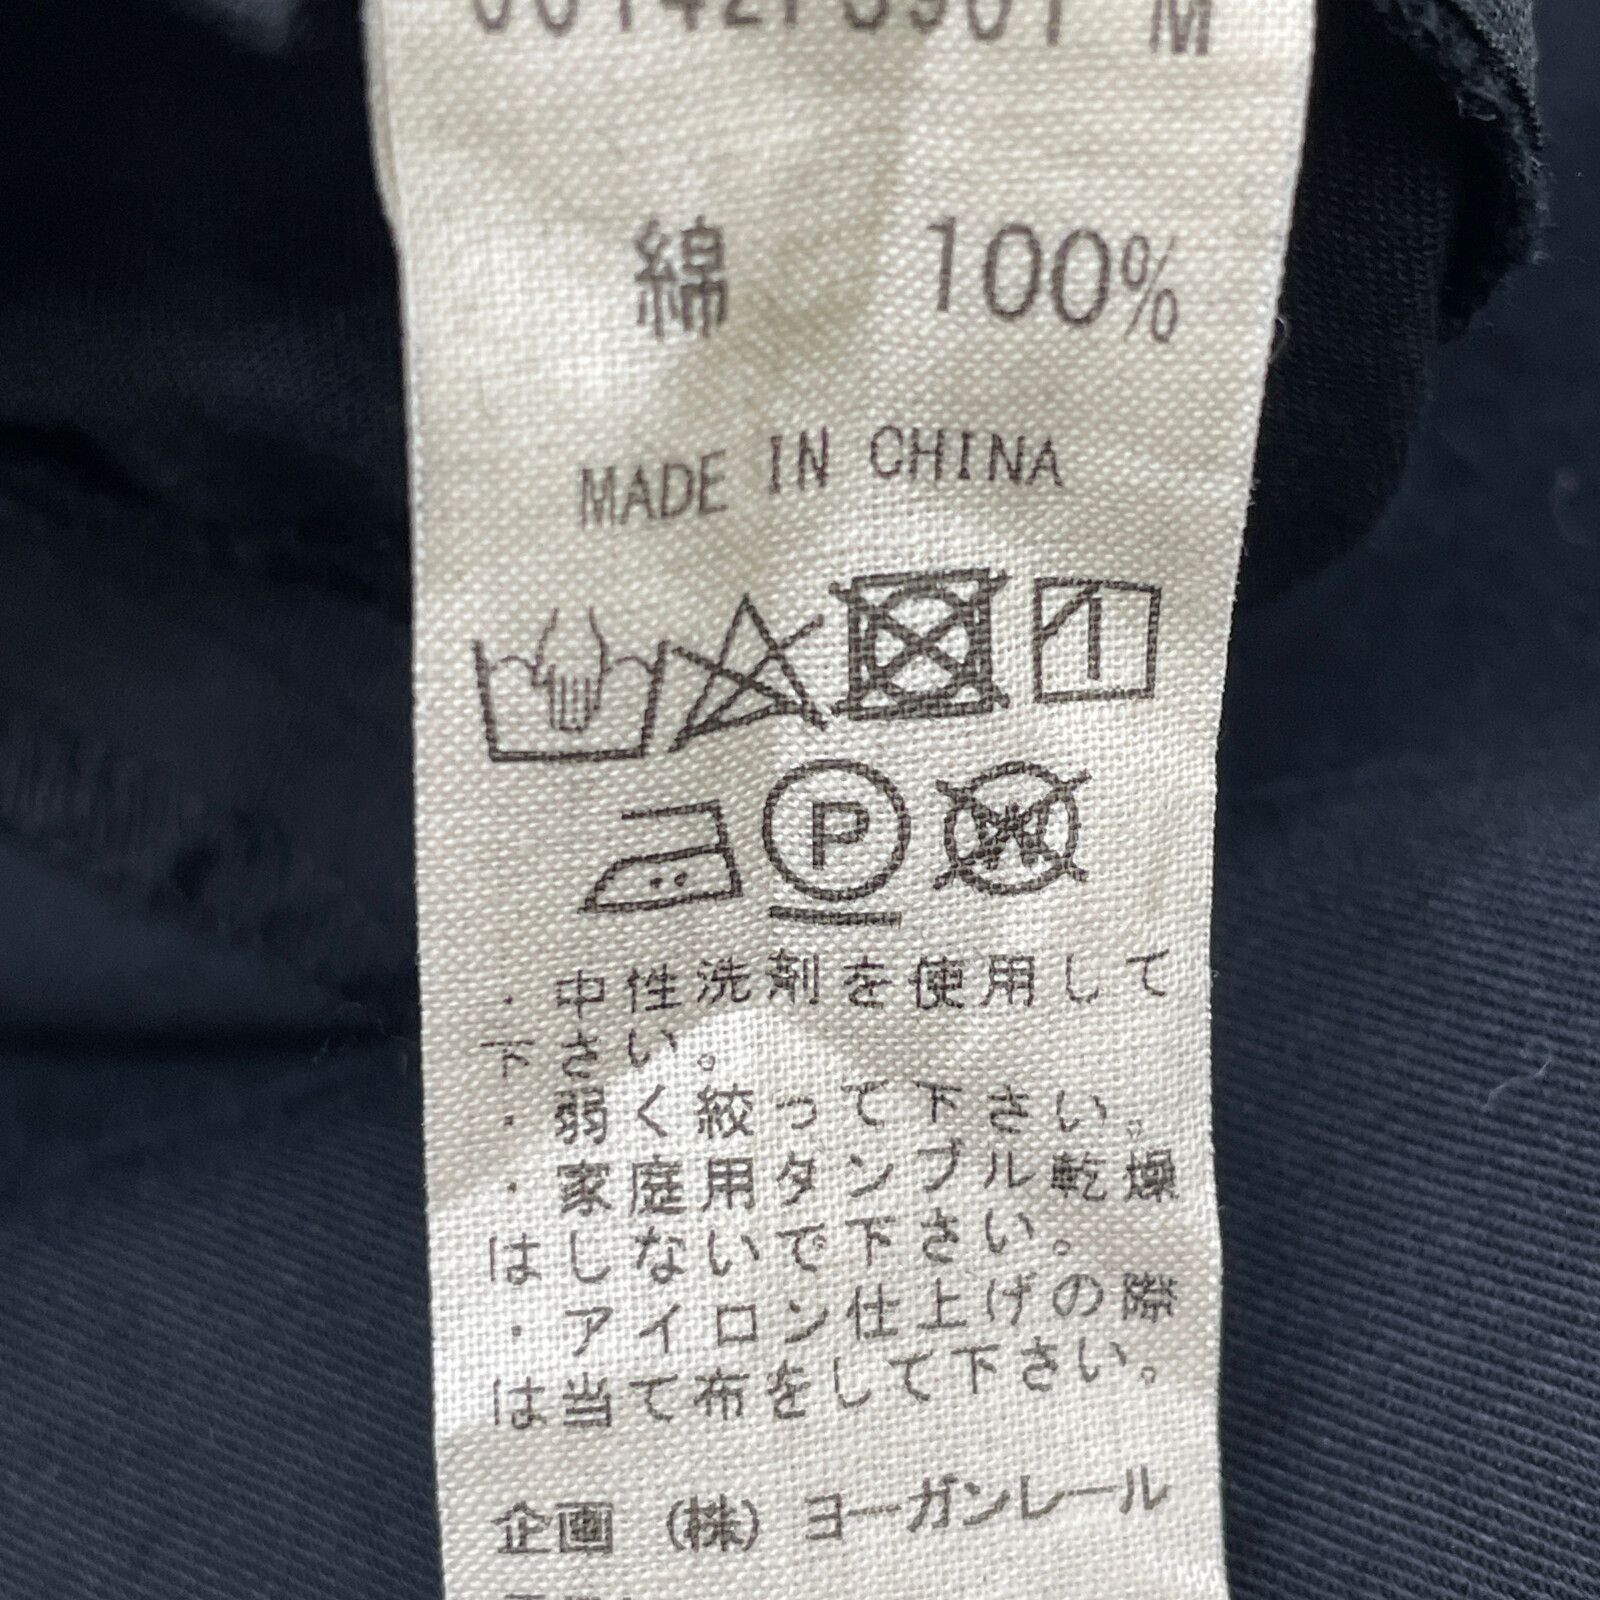 M
綿 100%
MADE IN CHINA
P
W
・中性洗剤を使用して
下さい。
・弱く絞って下さい。
・家庭用タンブル乾燥
はしないで下さい。
・アイロン仕上げの際
は当て布をして下さい。
企画 (株)ヨーガンレール